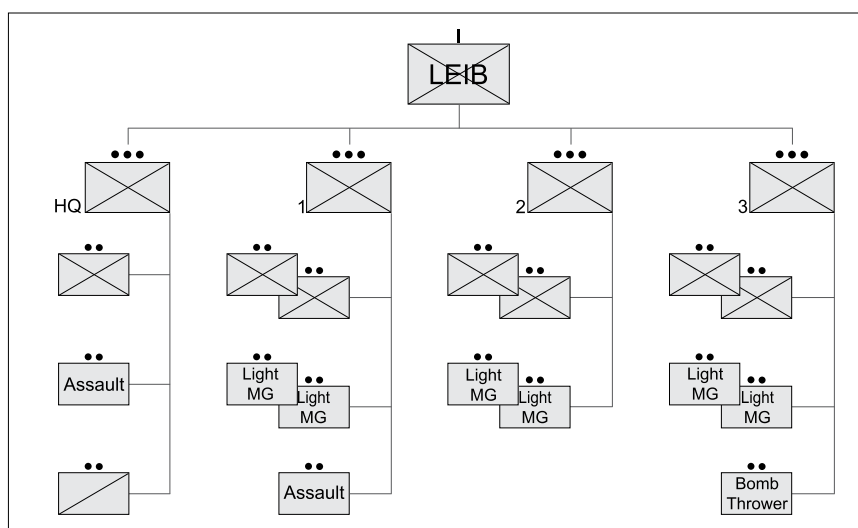 LEIB
HQ
1
2
3
Assault
Light
MG
Light
MG
Light
MG
Light
MG
Light
MG
Light
MG
Assault
Bomb
Thrower